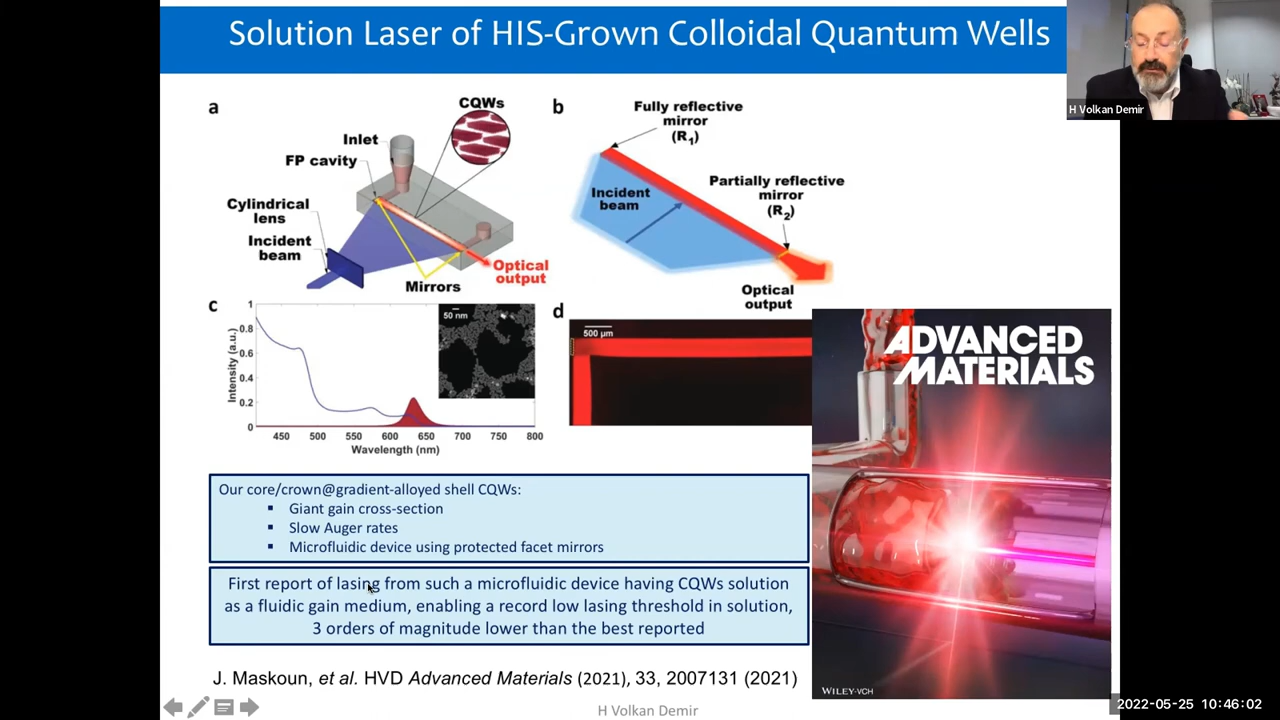 Solution Laser of HIS-Grown Colloidal Quantum Wells
H Volkan Demir
a
CQWs
Inlet
FP cavity
Cylindrical
lens
Incident
beam
Mirrors
Optical
output
b
Fully reflective
mirror
(R1)
Incident
beam
Partially reflective
mirror
(R2)
Optical
output
c
Intensity (a.u.)
1
0.8
0.6
0.4
0.2
0
450 500 550 600 650 700 750 800
Wavelength (nm)
50 nm
d
500 µm
ADVANCED
MATERIALS
WILEY-VCH
Our core/crown@gradient-alloyed shell CQWs:
▪ Giant gain cross-section
▪ Slow Auger rates
▪ Microfluidic device using protected facet mirrors
First report of lasing from such a microfluidic device having CQWs solution
as a fluidic gain medium, enabling a record low lasing threshold in solution,
3 orders of magnitude lower than the best reported
J. Maskoun, et al. HVD Advanced Materials (2021), 33, 2007131 (2021)
H Volkan Demir
2022-05-25 10:46:02